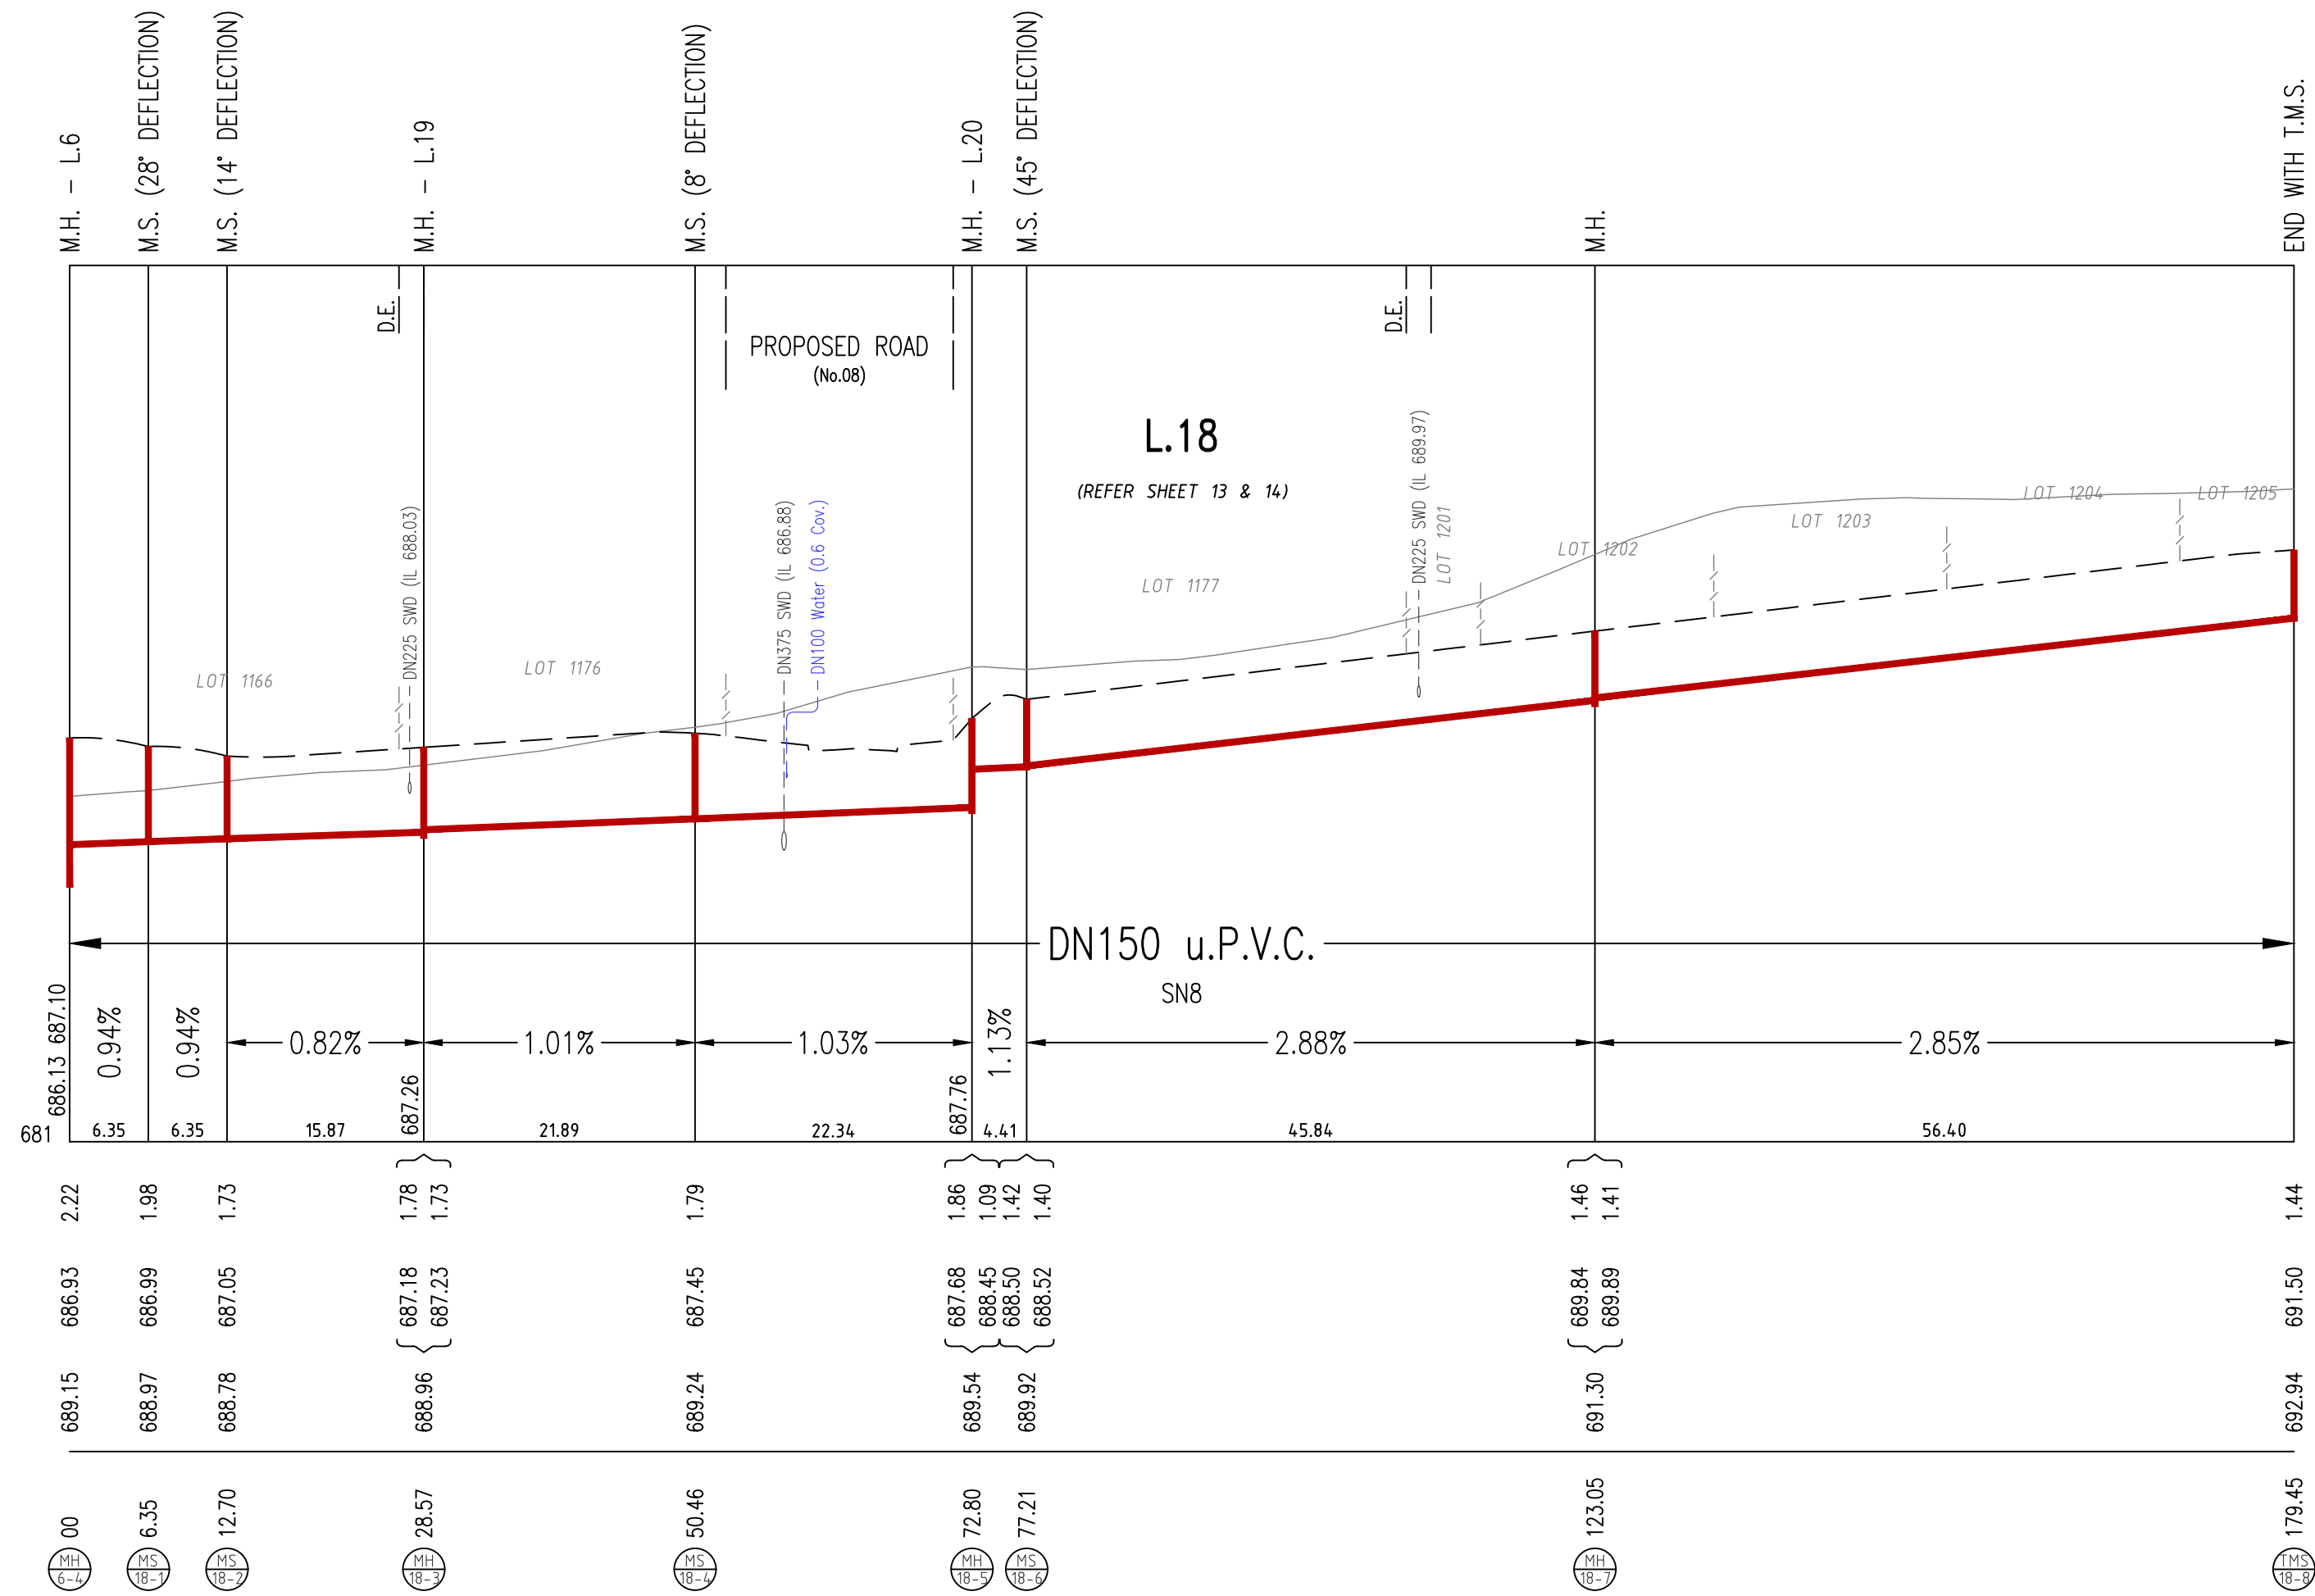 M.H. - L.6
M.S. (28° DEFLECTION)
M.S. (14° DEFLECTION)
M.H. - L.19
M.S. (8° DEFLECTION)
M.H. - L.20
M.S. (45° DEFLECTION)
M.H.
END WITH T.M.S.
D.E.
PROPOSED ROAD
(No.08)
D.E.
L.18
(REFER SHEET 13 & 14)
LOT 1166
DN225 SWD (IL 688.03)
LOT 1176
DN375 SWD (IL 686.88)
DN100 Water (0.6 Cov.)
LOT 1177
DN225 SWD (IL 689.97)
LOT 1201
LOT 1202
LOT 1203
LOT 1204
LOT 1205
DN150 u.P.V.C.
SN8
686.13 687.10
0.94%
0.94%
0.82%
1.01%
1.03%
1.13%
2.88%
2.85%
687.26
687.76
681
6.35
6.35
15.87
21.89
22.34
4.41
45.84
56.40
2.22
1.98
1.73
1.78
1.73
1.79
1.86
1.09
1.42
1.40
1.46
1.41
1.44
686.93
686.99
687.05
687.18
687.23
687.45
687.68
688.45
688.50
688.52
689.84
689.89
691.50
689.15
688.97
688.78
688.96
689.24
689.54
689.92
691.30
692.94
00
6.35
12.70
28.57
50.46
72.80
77.21
123.05
179.45
MH
6-4
MS
18-1
MS
18-2
MH
18-3
MS
18-4
MH
18-5
MS
18-6
MH
18-7
TMS
18-8